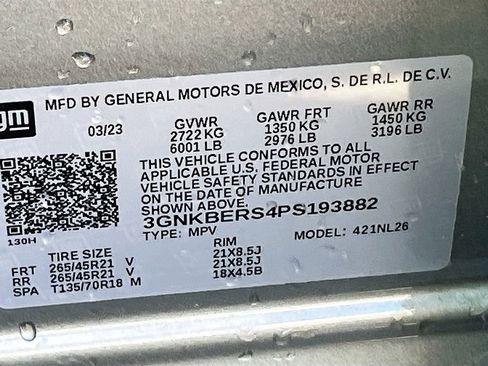 gm
MFD BY GENERAL MOTORS DE MEXICO, S. DE R.L. DE C.V.
03/23 GVWR GAWR FRT GAWR RR
2722 KG 1350 KG 1450 KG
6001 LB 2976 LB 3196 LB
THIS VEHICLE CONFORMS TO ALL
APPLICABLE U.S. FEDERAL MOTOR
VEHICLE SAFETY STANDARDS IN EFFECT
ON THE DATE OF MANUFACTURE
SHOWN ABOVE.
3GNKBERS4PS193882
130H TYPE: MPV MODEL: 421NL26
TIRE SIZE RIM
FRT 265/45R21 V 21X8.5J
RR 265/45R21 V 21X8.5J
SPA T135/70R18 M 18X4.5B